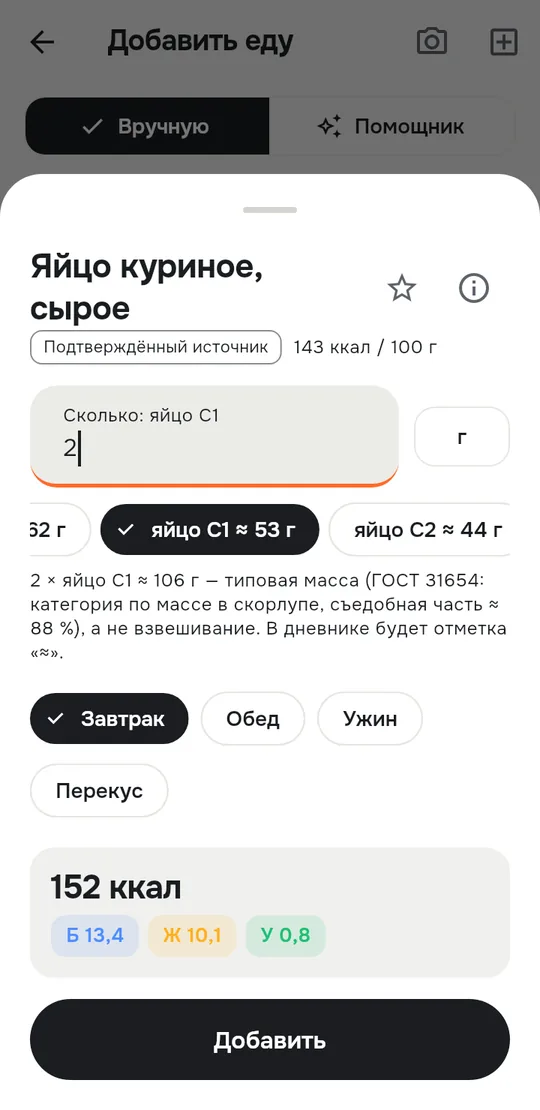 Добавить еду
Вручную
Помощник
Яйцо куриное,
сырое
Подтверждённый источник
143 ккал / 100 г
Сколько: яйцо С1
2
г
62 г
яйцо С1 ≈ 53 г
яйцо С2 ≈ 44 г
2 × яйцо С1 ≈ 106 г — типовая масса (ГОСТ 31654:
категория по массе в скорлупе, съедобная часть ≈
88 %), а не взвешивание. В дневнике будет отметка
«≈».
Завтрак
Обед
Ужин
Перекус
152 ккал
Б 13,4
Ж 10,1
У 0,8
Добавить